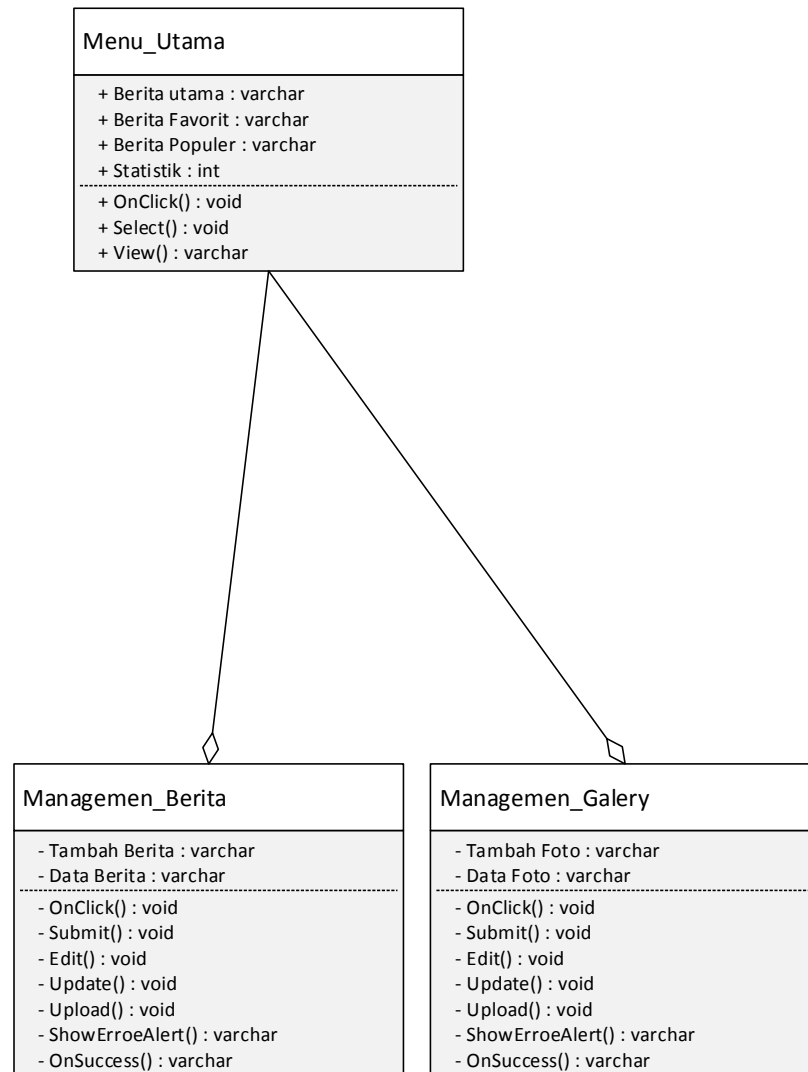 Menu_Utama
+ Berita utama : varchar
+ Berita Favorit : varchar
+ Berita Populer : varchar
+ Statistik : int
+ OnClick() : void
+ Select() : void
+ View() : varchar
Managemen_Berita
- Tambah Berita : varchar
- Data Berita : varchar
- OnClick() : void
- Submit() : void
- Edit() : void
- Update() : void
- Upload() : void
- ShowErroeAlert() : varchar
- OnSuccess() : varchar
Managemen_Galery
- Tambah Foto : varchar
- Data Foto : varchar
- OnClick() : void
- Submit() : void
- Edit() : void
- Update() : void
- Upload() : void
- ShowErroeAlert() : varchar
- OnSuccess() : varchar